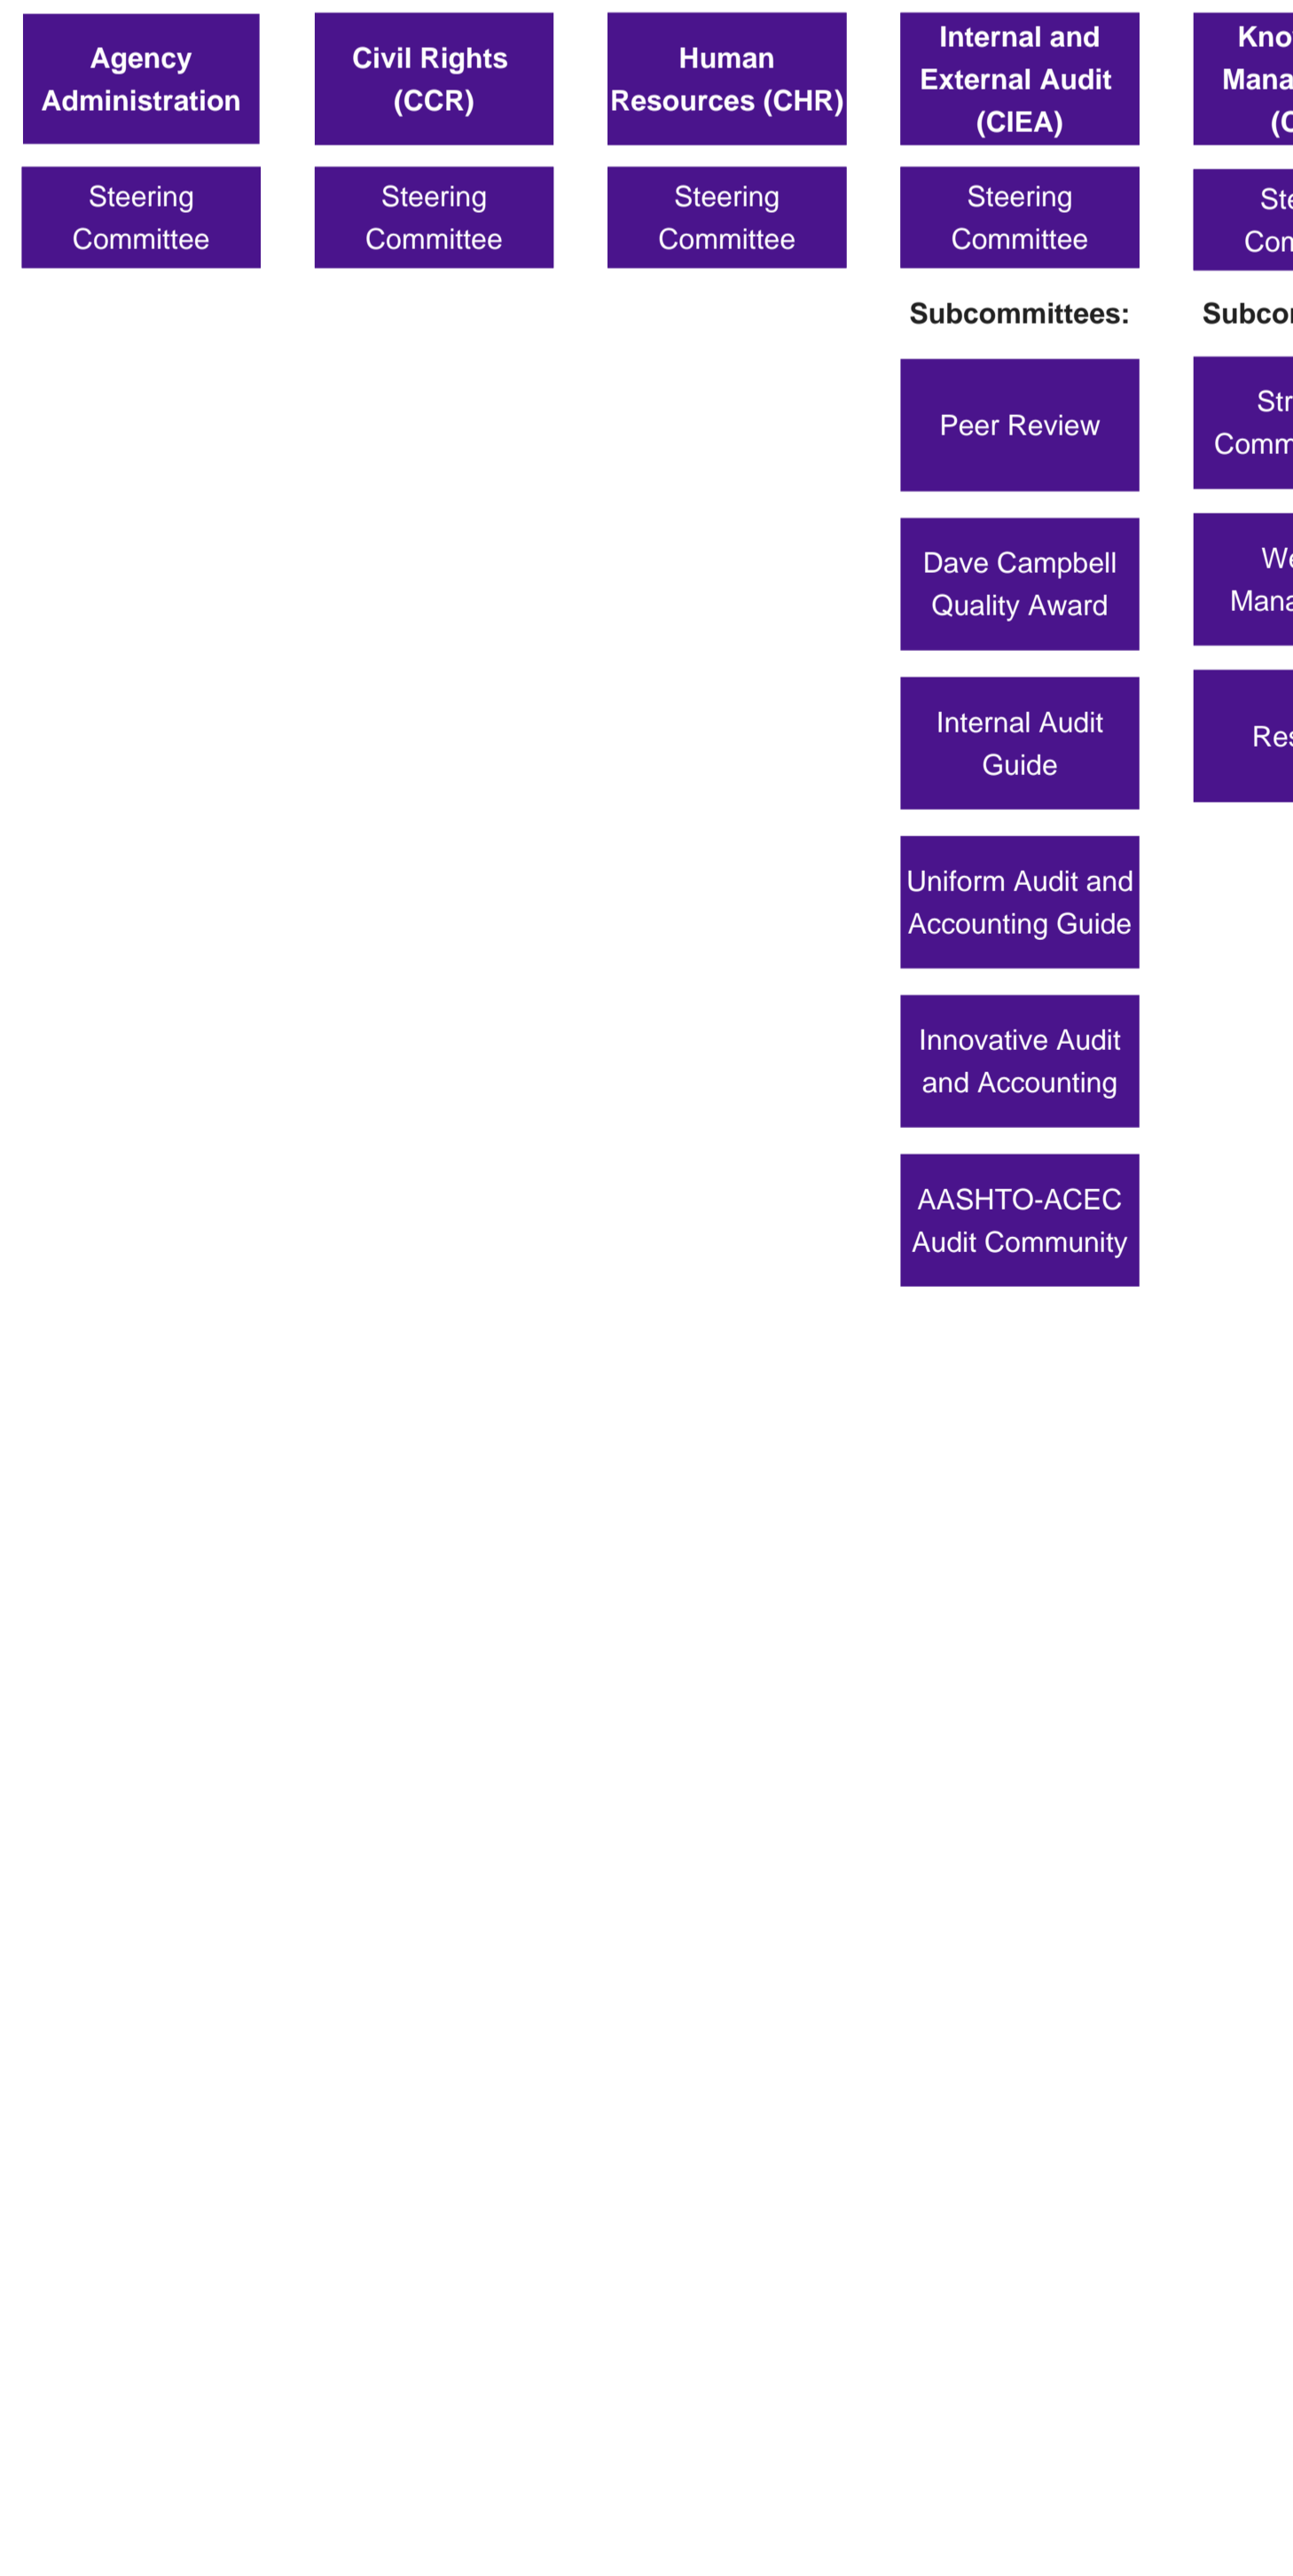 Agency
Administration
Steering
Committee
Civil Rights
(CCR)
Steering
Committee
Human
Resources (CHR)
Steering
Committee
Internal and
External Audit
(CIEA)
Steering
Committee
Subcommittees:
Peer Review
Dave Campbell
Quality Award
Internal Audit
Guide
Uniform Audit and
Accounting Guide
Innovative Audit
and Accounting
AASHTO-ACEC
Audit Community